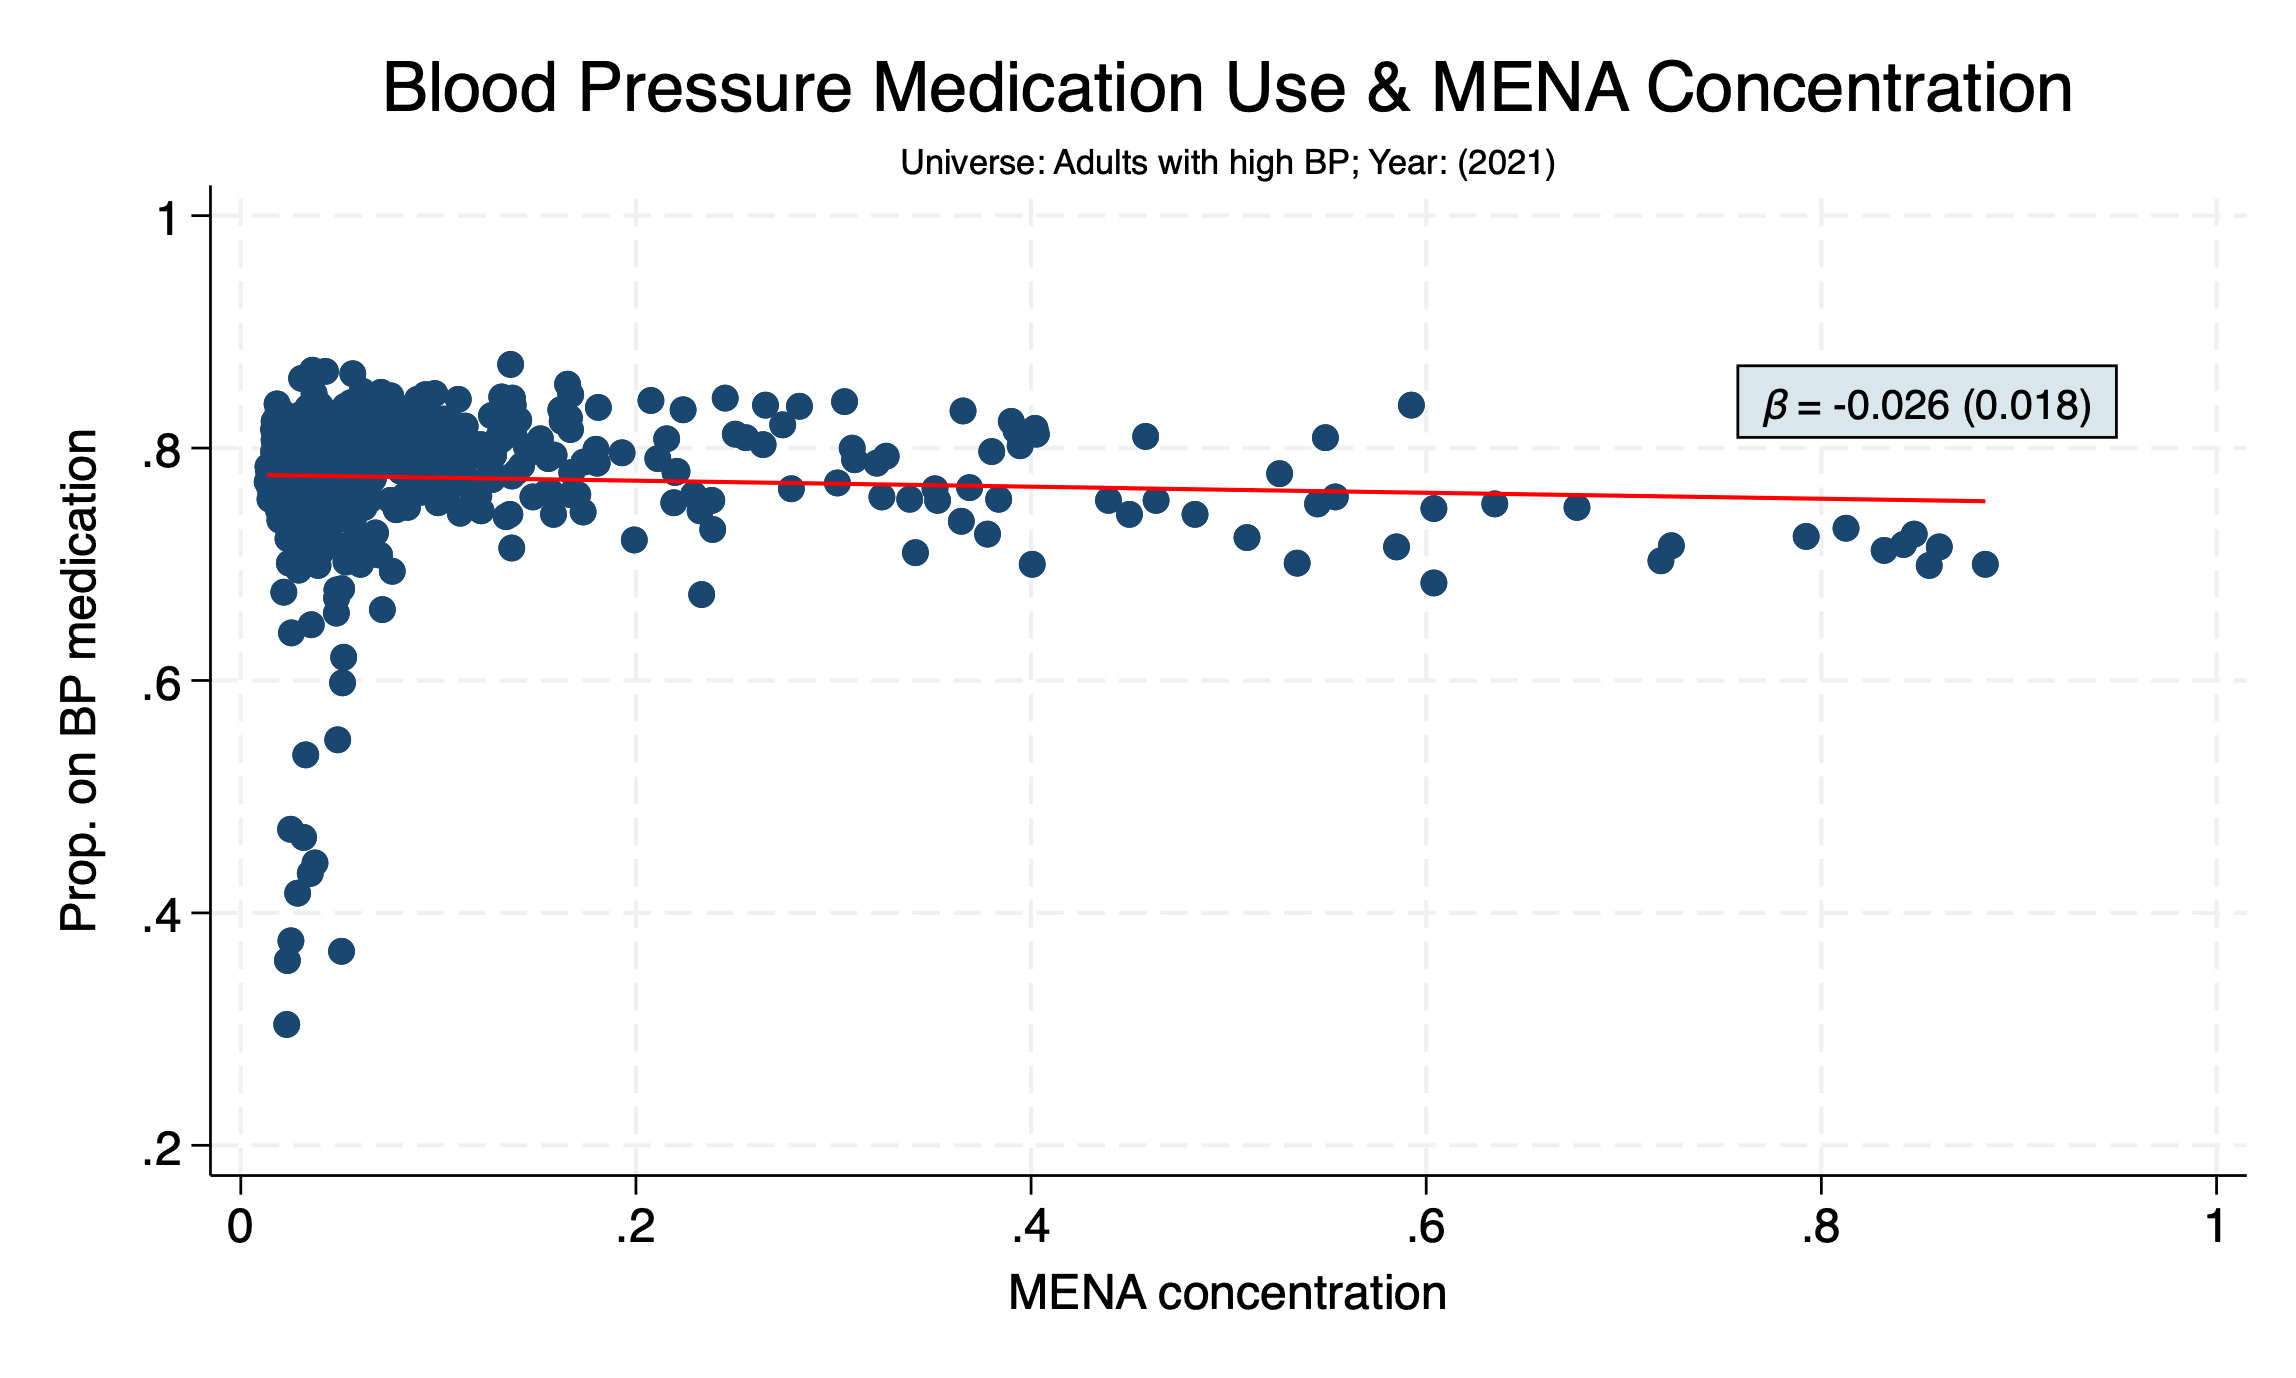 Blood Pressure Medication Use & MENA Concentration
Universe: Adults with high BP; Year: (2021)
1
.8
.6
.4
.2
Prop. on BP medication
β = -0.026 (0.018)
0
.2
.4
.6
.8
1
MENA concentration